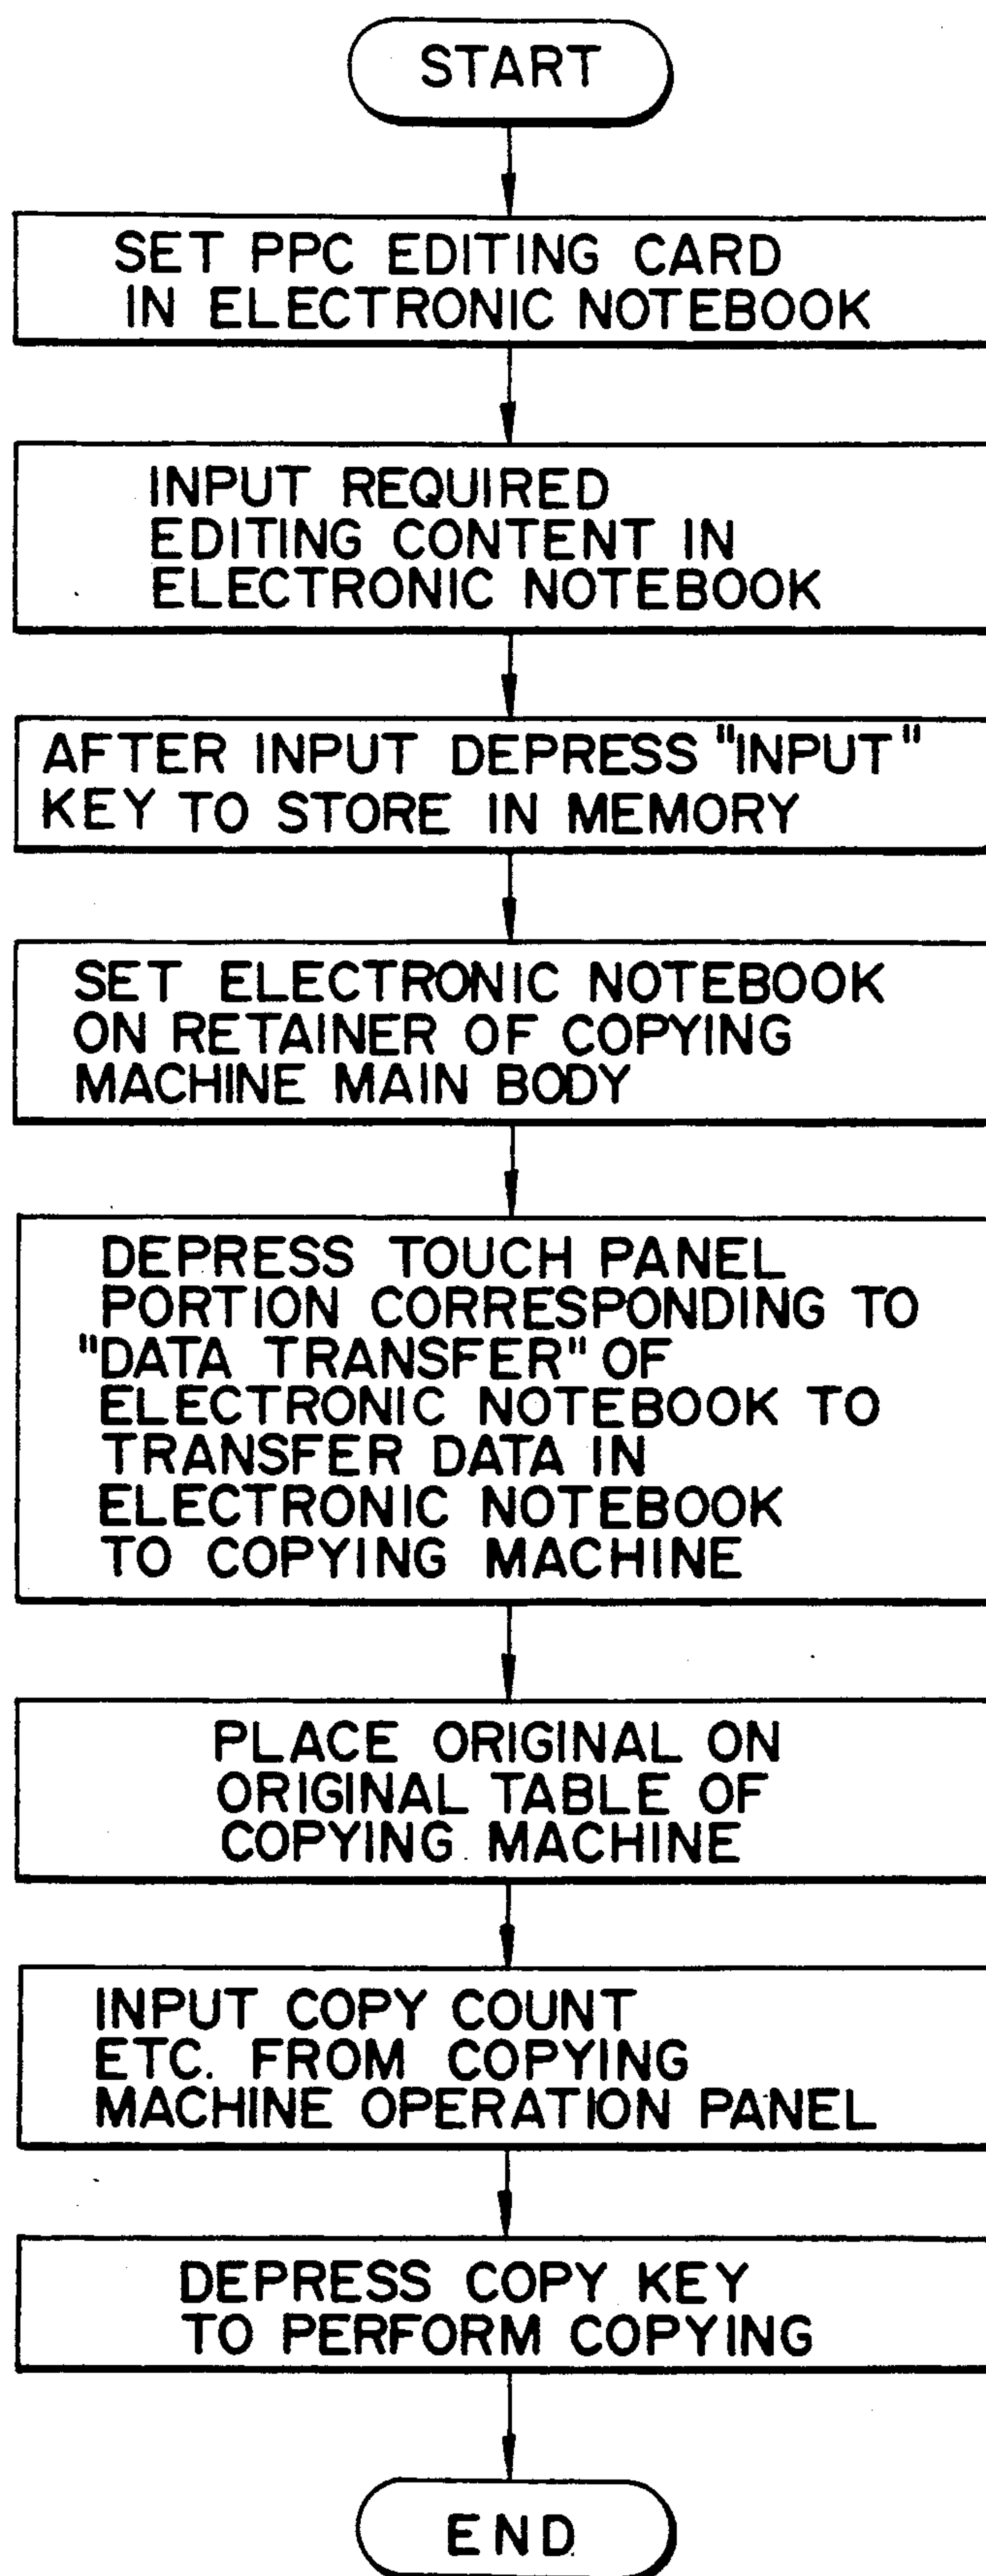 START
SET PPC EDITING CARD
IN ELECTRONIC NOTEBOOK
INPUT REQUIRED
EDITING CONTENT IN
ELECTRONIC NOTEBOOK
AFTER INPUT DEPRESS "INPUT"
KEY TO STORE IN MEMORY
SET ELECTRONIC NOTEBOOK
ON RETAINER OF COPYING
MACHINE MAIN BODY
DEPRESS TOUCH PANEL
PORTION CORRESPONDING TO
"DATA TRANSFER" OF
ELECTRONIC NOTEBOOK TO
TRANSFER DATA IN
ELECTRONIC NOTEBOOK
TO COPYING MACHINE
PLACE ORIGINAL ON
ORIGINAL TABLE OF
COPYING MACHINE
INPUT COPY COUNT
ETC. FROM COPYING
MACHINE OPERATION PANEL
DEPRESS COPY KEY
TO PERFORM COPYING
END